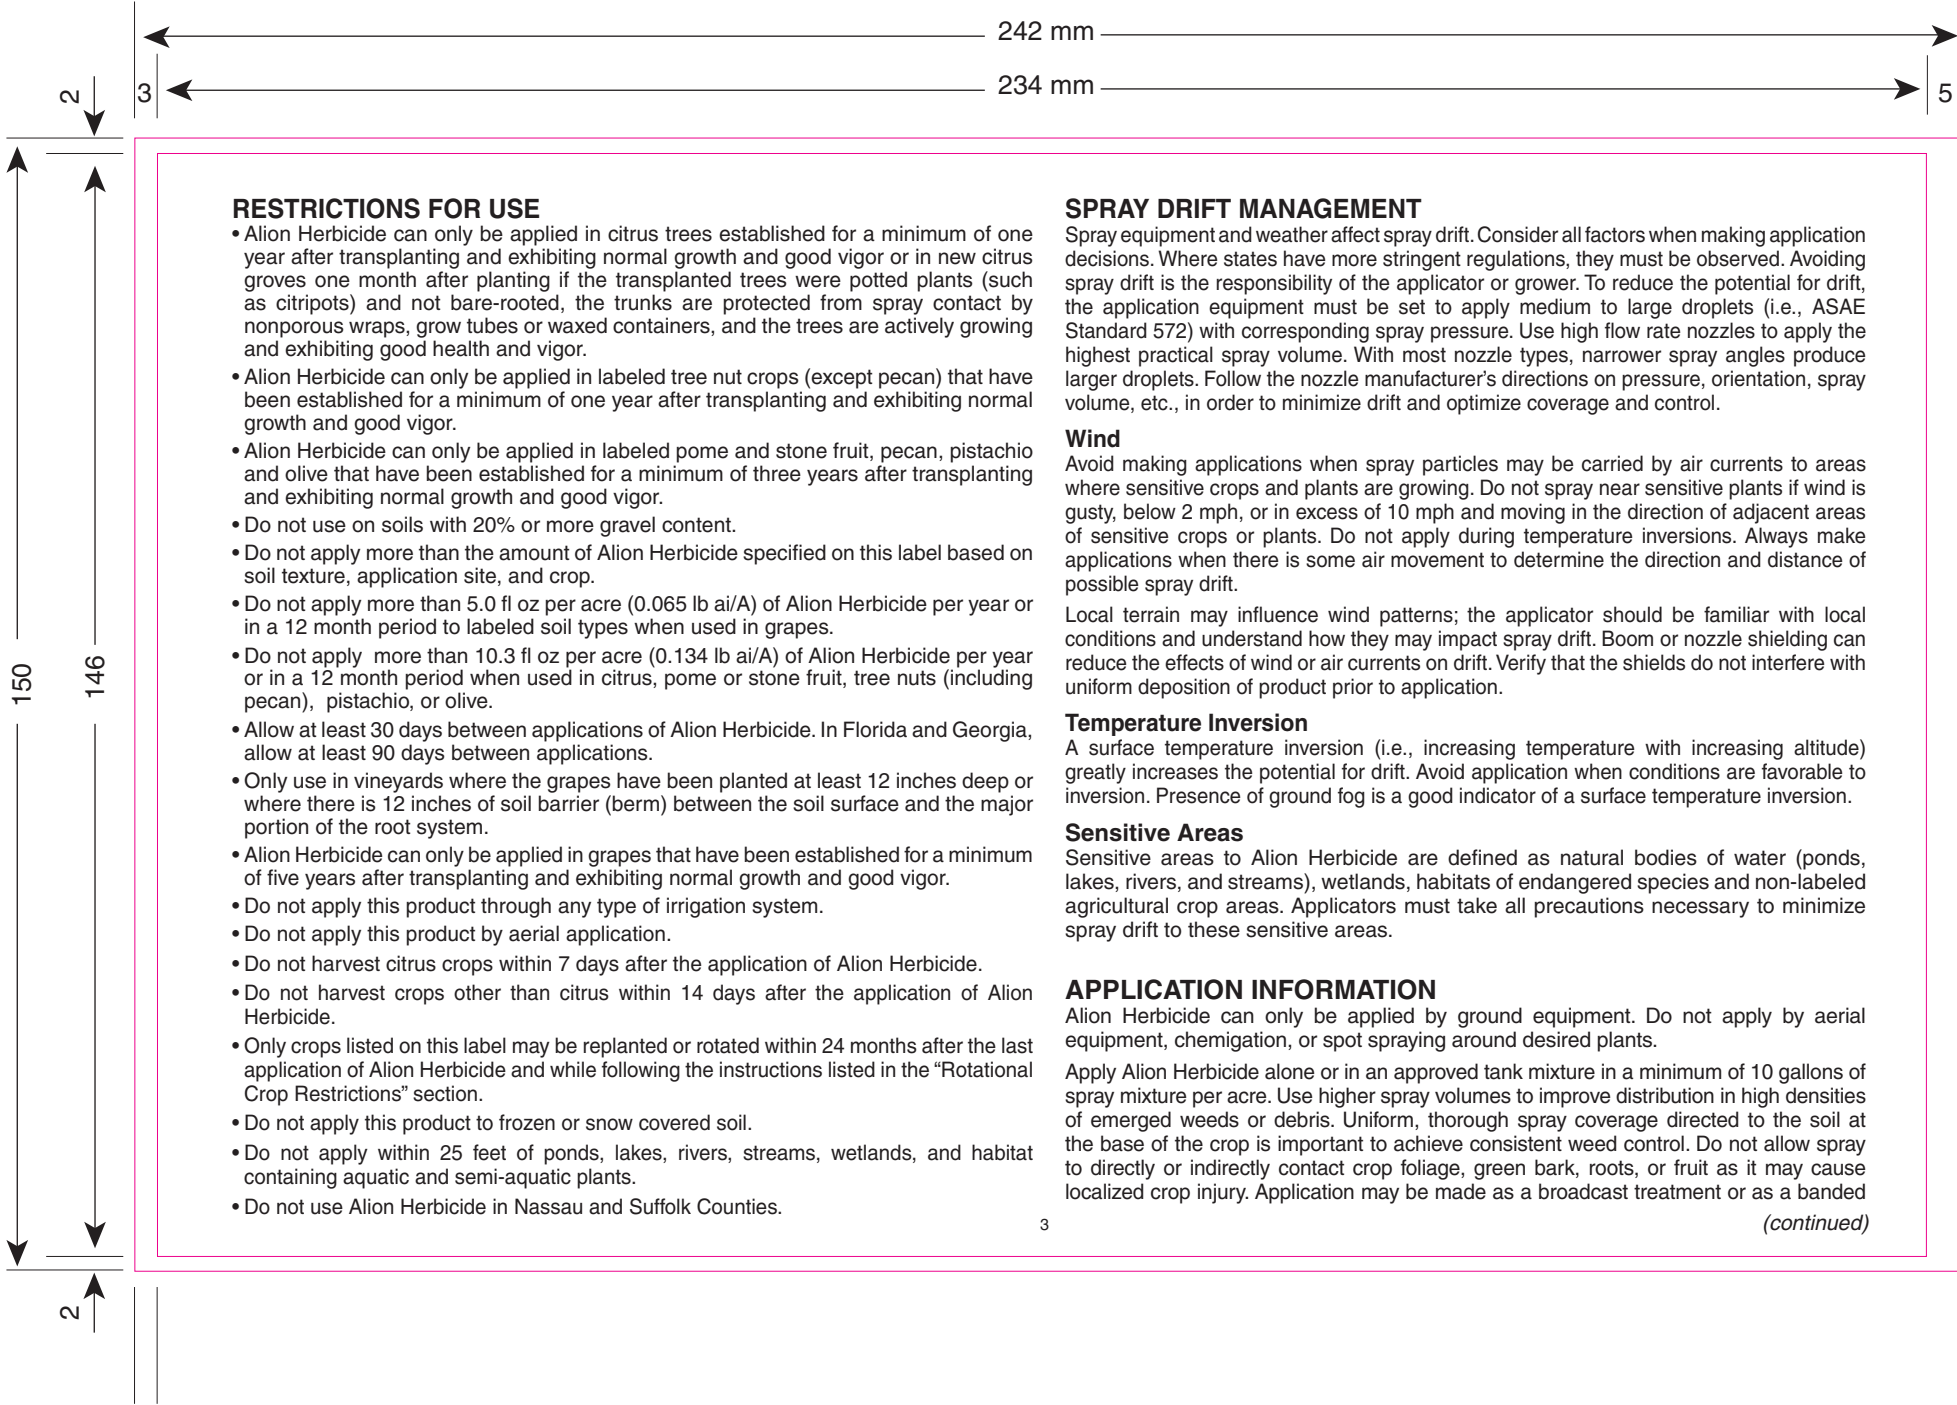 242 mm
234 mm
3
5
2
150
146
2
RESTRICTIONS FOR USE
• Alion Herbicide can only be applied in citrus trees established for a minimum of one
year after transplanting and exhibiting normal growth and good vigor or in new citrus
groves one month after planting if the transplanted trees were potted plants (such
as citripots) and not bare-rooted, the trunks are protected from spray contact by
nonporous wraps, grow tubes or waxed containers, and the trees are actively growing
and exhibiting good health and vigor.
• Alion Herbicide can only be applied in labeled tree nut crops (except pecan) that have
been established for a minimum of one year after transplanting and exhibiting normal
growth and good vigor.
• Alion Herbicide can only be applied in labeled pome and stone fruit, pecan, pistachio
and olive that have been established for a minimum of three years after transplanting
and exhibiting normal growth and good vigor.
• Do not use on soils with 20% or more gravel content.
• Do not apply more than the amount of Alion Herbicide specified on this label based on
soil texture, application site, and crop.
• Do not apply more than 5.0 fl oz per acre (0.065 lb ai/A) of Alion Herbicide per year or
in a 12 month period to labeled soil types when used in grapes.
• Do not apply  more than 10.3 fl oz per acre (0.134 lb ai/A) of Alion Herbicide per year
or in a 12 month period when used in citrus, pome or stone fruit, tree nuts (including
pecan),  pistachio, or olive.
• Allow at least 30 days between applications of Alion Herbicide. In Florida and Georgia,
allow at least 90 days between applications.
• Only use in vineyards where the grapes have been planted at least 12 inches deep or
where there is 12 inches of soil barrier (berm) between the soil surface and the major
portion of the root system.
• Alion Herbicide can only be applied in grapes that have been established for a minimum
of five years after transplanting and exhibiting normal growth and good vigor.
• Do not apply this product through any type of irrigation system.
• Do not apply this product by aerial application.
• Do not harvest citrus crops within 7 days after the application of Alion Herbicide.
• Do not harvest crops other than citrus within 14 days after the application of Alion
Herbicide.
• Only crops listed on this label may be replanted or rotated within 24 months after the last
application of Alion Herbicide and while following the instructions listed in the “Rotational
Crop Restrictions” section.
• Do not apply this product to frozen or snow covered soil.
• Do not apply within 25 feet of ponds, lakes, rivers, streams, wetlands, and habitat
containing aquatic and semi-aquatic plants.
• Do not use Alion Herbicide in Nassau and Suffolk Counties.
SPRAY DRIFT MANAGEMENT
Spray equipment and weather affect spray drift. Consider all factors when making application
decisions. Where states have more stringent regulations, they must be observed. Avoiding
spray drift is the responsibility of the applicator or grower. To reduce the potential for drift,
the application equipment must be set to apply medium to large droplets (i.e., ASAE
Standard 572) with corresponding spray pressure. Use high flow rate nozzles to apply the
highest practical spray volume. With most nozzle types, narrower spray angles produce
larger droplets. Follow the nozzle manufacturer’s directions on pressure, orientation, spray
volume, etc., in order to minimize drift and optimize coverage and control.
Wind
Avoid making applications when spray particles may be carried by air currents to areas
where sensitive crops and plants are growing. Do not spray near sensitive plants if wind is
gusty, below 2 mph, or in excess of 10 mph and moving in the direction of adjacent areas
of sensitive crops or plants. Do not apply during temperature inversions. Always make
applications when there is some air movement to determine the direction and distance of
possible spray drift.
Local terrain may influence wind patterns; the applicator should be familiar with local
conditions and understand how they may impact spray drift. Boom or nozzle shielding can
reduce the effects of wind or air currents on drift. Verify that the shields do not interfere with
uniform deposition of product prior to application.
Temperature Inversion
A surface temperature inversion (i.e., increasing temperature with increasing altitude)
greatly increases the potential for drift. Avoid application when conditions are favorable to
inversion. Presence of ground fog is a good indicator of a surface temperature inversion.
Sensitive Areas
Sensitive areas to Alion Herbicide are defined as natural bodies of water (ponds,
lakes, rivers, and streams), wetlands, habitats of endangered species and non-labeled
agricultural crop areas. Applicators must take all precautions necessary to minimize
spray drift to these sensitive areas.
APPLICATION INFORMATION
Alion Herbicide can only be applied by ground equipment. Do not apply by aerial
equipment, chemigation, or spot spraying around desired plants.
Apply Alion Herbicide alone or in an approved tank mixture in a minimum of 10 gallons of
spray mixture per acre. Use higher spray volumes to improve distribution in high densities
of emerged weeds or debris. Uniform, thorough spray coverage directed to the soil at
the base of the crop is important to achieve consistent weed control. Do not allow spray
to directly or indirectly contact crop foliage, green bark, roots, or fruit as it may cause
localized crop injury. Application may be made as a broadcast treatment or as a banded
3
(continued)